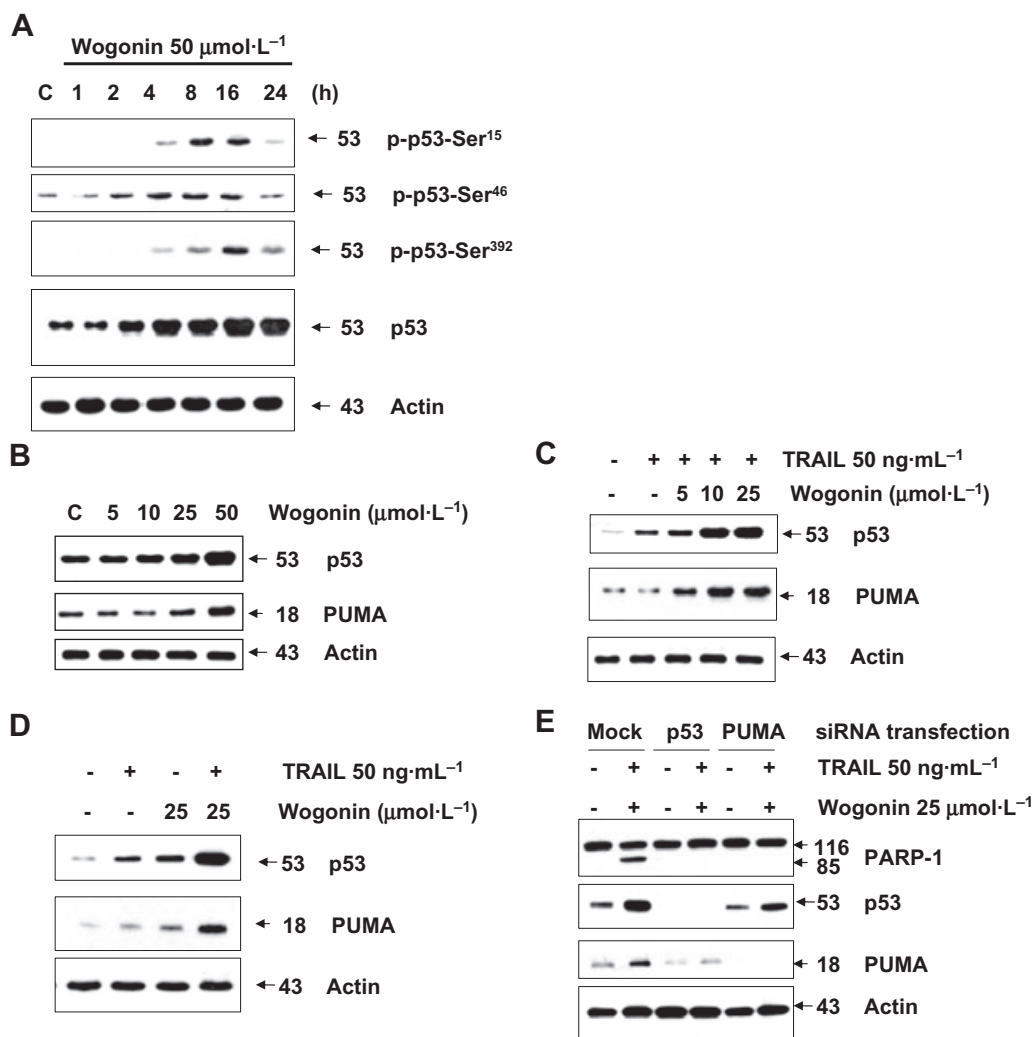 A
Wogonin 50 μmol·L⁻¹
C 1 2 4 8 16 24 (h)
← 53 p-p53-Ser¹⁵
← 53 p-p53-Ser⁴⁶
← 53 p-p53-Ser³⁹²
← 53 p53
← 43 Actin
B
C 5 10 25 50 Wogonin (μmol·L⁻¹)
← 53 p53
← 18 PUMA
← 43 Actin
C
- + + + + TRAIL 50 ng·mL⁻¹
- - 5 10 25 Wogonin (μmol·L⁻¹)
← 53 p53
← 18 PUMA
← 43 Actin
D
- + - + TRAIL 50 ng·mL⁻¹
- - 25 25 Wogonin (μmol·L⁻¹)
← 53 p53
← 18 PUMA
← 43 Actin
E
Mock p53 PUMA siRNA transfection
- + - + - + TRAIL 50 ng·mL⁻¹
- + - + - + Wogonin 25 μmol·L⁻¹
← 116
← 85 PARP-1
← 53 p53
← 18 PUMA
← 43 Actin